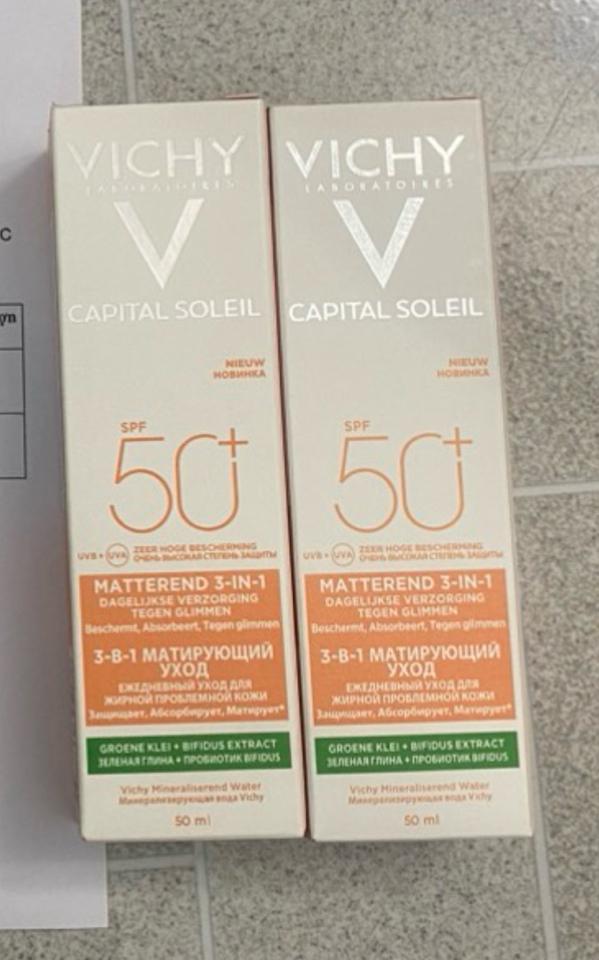 с
VICHY
LABORATOIRES
V
CAPITAL SOLEIL
NIEUW
НОВИНКА
SPF
50+
UVB + UVA ZEER HOGE BESCHERMING
ОЧЕНЬ ВЫСОКАЯ СТЕПЕНЬ ЗАЩИТЫ
MATTEREND 3-IN-1
DAGELIJKSE VERZORGING
TEGEN GLIMMEN
Beschermt, Absorbeert, Tegen glimmen
3-В-1 МАТИРУЮЩИЙ
УХОД
ЕЖЕДНЕВНЫЙ УХОД ДЛЯ
ЖИРНОЙ ПРОБЛЕМНОЙ КОЖИ
Защищает, Абсорбирует, Матирует*
GROENE KLEI + BIFIDUS EXTRACT
ЗЕЛЕНАЯ ГЛИНА + ПРОБИОТИК BIFIDUS
Vichy Mineraliserend Water
Минерализирующая вода Vichy
50 ml
VICHY
LABORATOIRES
V
CAPITAL SOLEIL
NIEUW
НОВИНКА
SPF
50+
UVB + UVA ZEER HOGE BESCHERMING
ОЧЕНЬ ВЫСОКАЯ СТЕПЕНЬ ЗАЩИТЫ
MATTEREND 3-IN-1
DAGELIJKSE VERZORGING
TEGEN GLIMMEN
Beschermt, Absorbeert, Tegen glimmen
3-В-1 МАТИРУЮЩИЙ
УХОД
ЕЖЕДНЕВНЫЙ УХОД ДЛЯ
ЖИРНОЙ ПРОБЛЕМНОЙ КОЖИ
Защищает, Абсорбирует, Матирует*
GROENE KLEI + BIFIDUS EXTRACT
ЗЕЛЕНАЯ ГЛИНА + ПРОБИОТИК BIFIDUS
Vichy Mineraliserend Water
Минерализирующая вода Vichy
50 ml